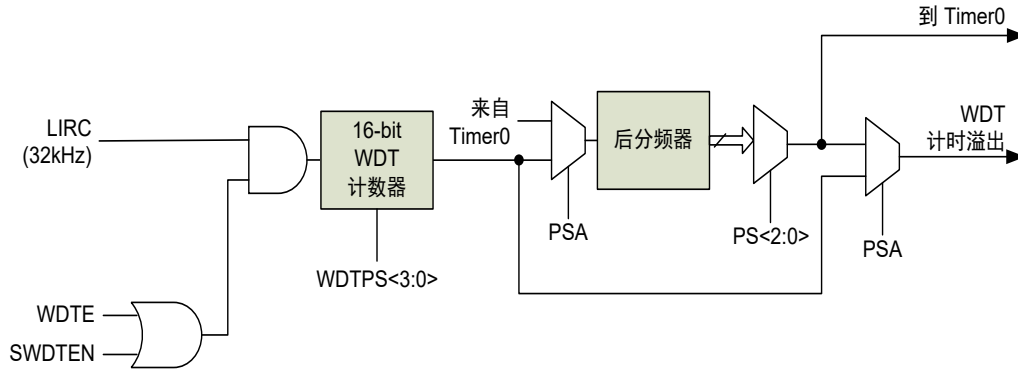 到 Timer0
来自
Timer0
WDT
计时溢出
LIRC
(32kHz)
16-bit
WDT
计数器
后分频器
PSA
PS<2:0>
PSA
WDTPS<3:0>
WDTE
SWDTEN